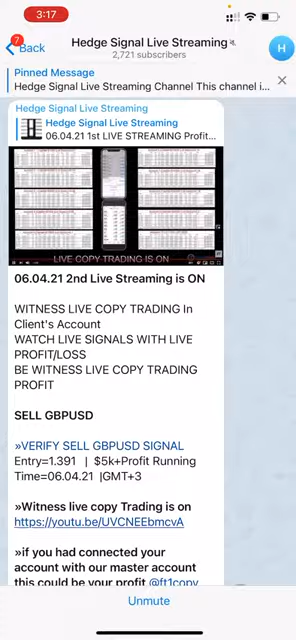 3:17
7
Back
Hedge Signal Live Streaming
2,721 subscribers
H
Pinned Message
Hedge Signal Live Streaming Channel This channel i...
Hedge Signal Live Streaming
Hedge Signal Live Streaming
06.04.21 1st LIVE STREAMING Profit...
LIVE COPY TRADING IS ON
06.04.21 2nd Live Streaming is ON
WITNESS LIVE COPY TRADING In
Client's Account
WATCH LIVE SIGNALS WITH LIVE
PROFIT/LOSS
BE WITNESS LIVE COPY TRADING
PROFIT
SELL GBPUSD
»VERIFY SELL GBPUSD SIGNAL
Entry=1.391 | $5k+Profit Running
Time=06.04.21 |GMT+3
»Witness live copy Trading is on
https://youtu.be/UVCNEEbmcvA
»if you had connected your
account with our master account
this could be your profit @ft1copy
Unmute